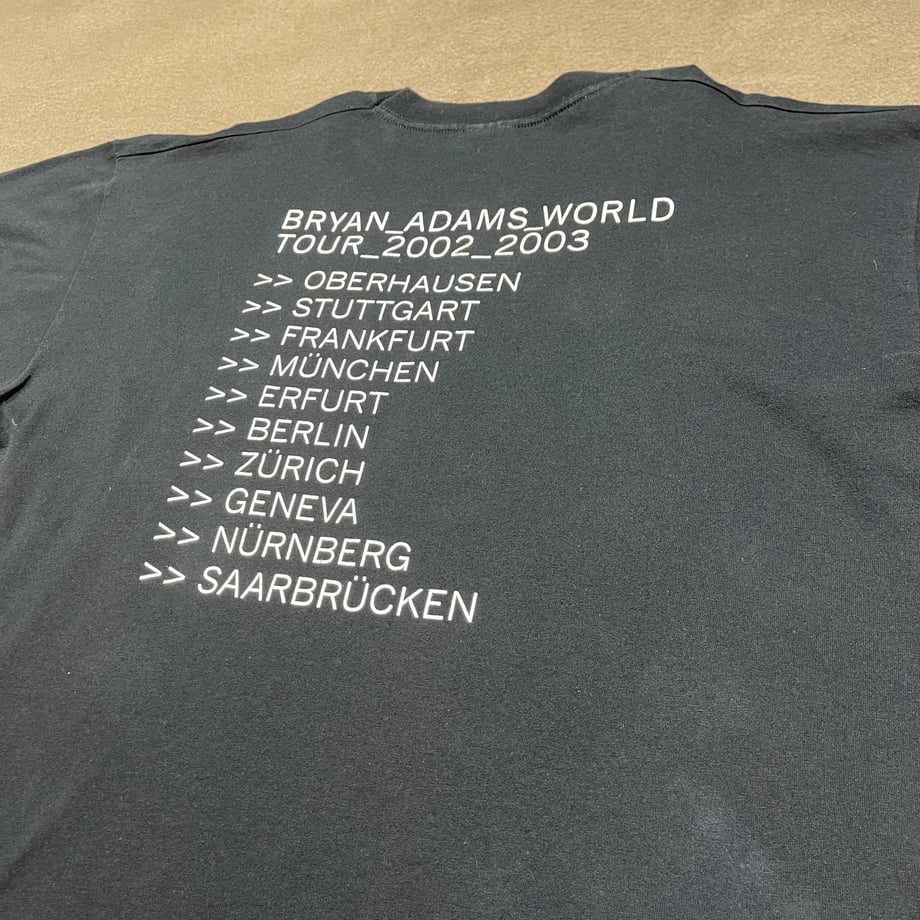 BRYAN_ADAMS_WORLD
TOUR_2002_2003
>> OBERHAUSEN
>> STUTTGART
>> FRANKFURT
>> MÜNCHEN
>> ERFURT
>> BERLIN
>> ZÜRICH
>> GENEVA
>> NÜRNBERG
>> SAARBRÜCKEN